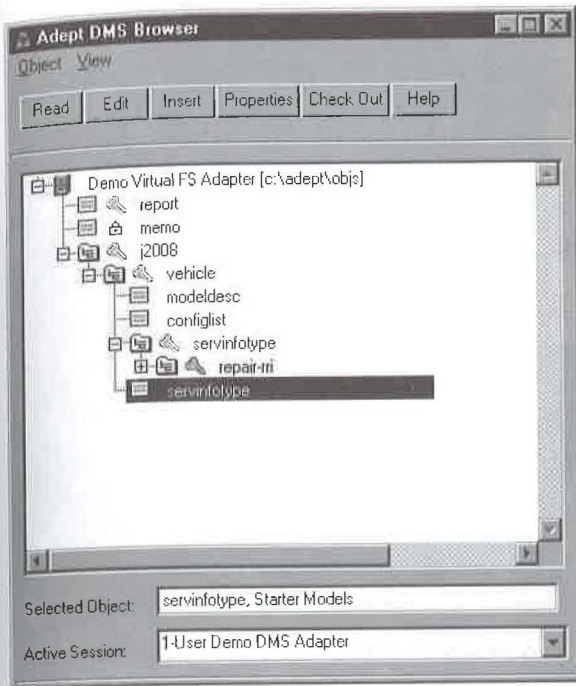 Adept DMS Browser
Object View
Read Edit Insert Properties Check Out Help
Demo Virtual FS Adapter [c:\adept\objs]
report
memo
j2008
vehicle
modeldesc
configlist
servinfotype
repair-rri
servinfotype
Selected Object: servinfotype, Starter Models
Active Session: 1-User Demo DMS Adapter